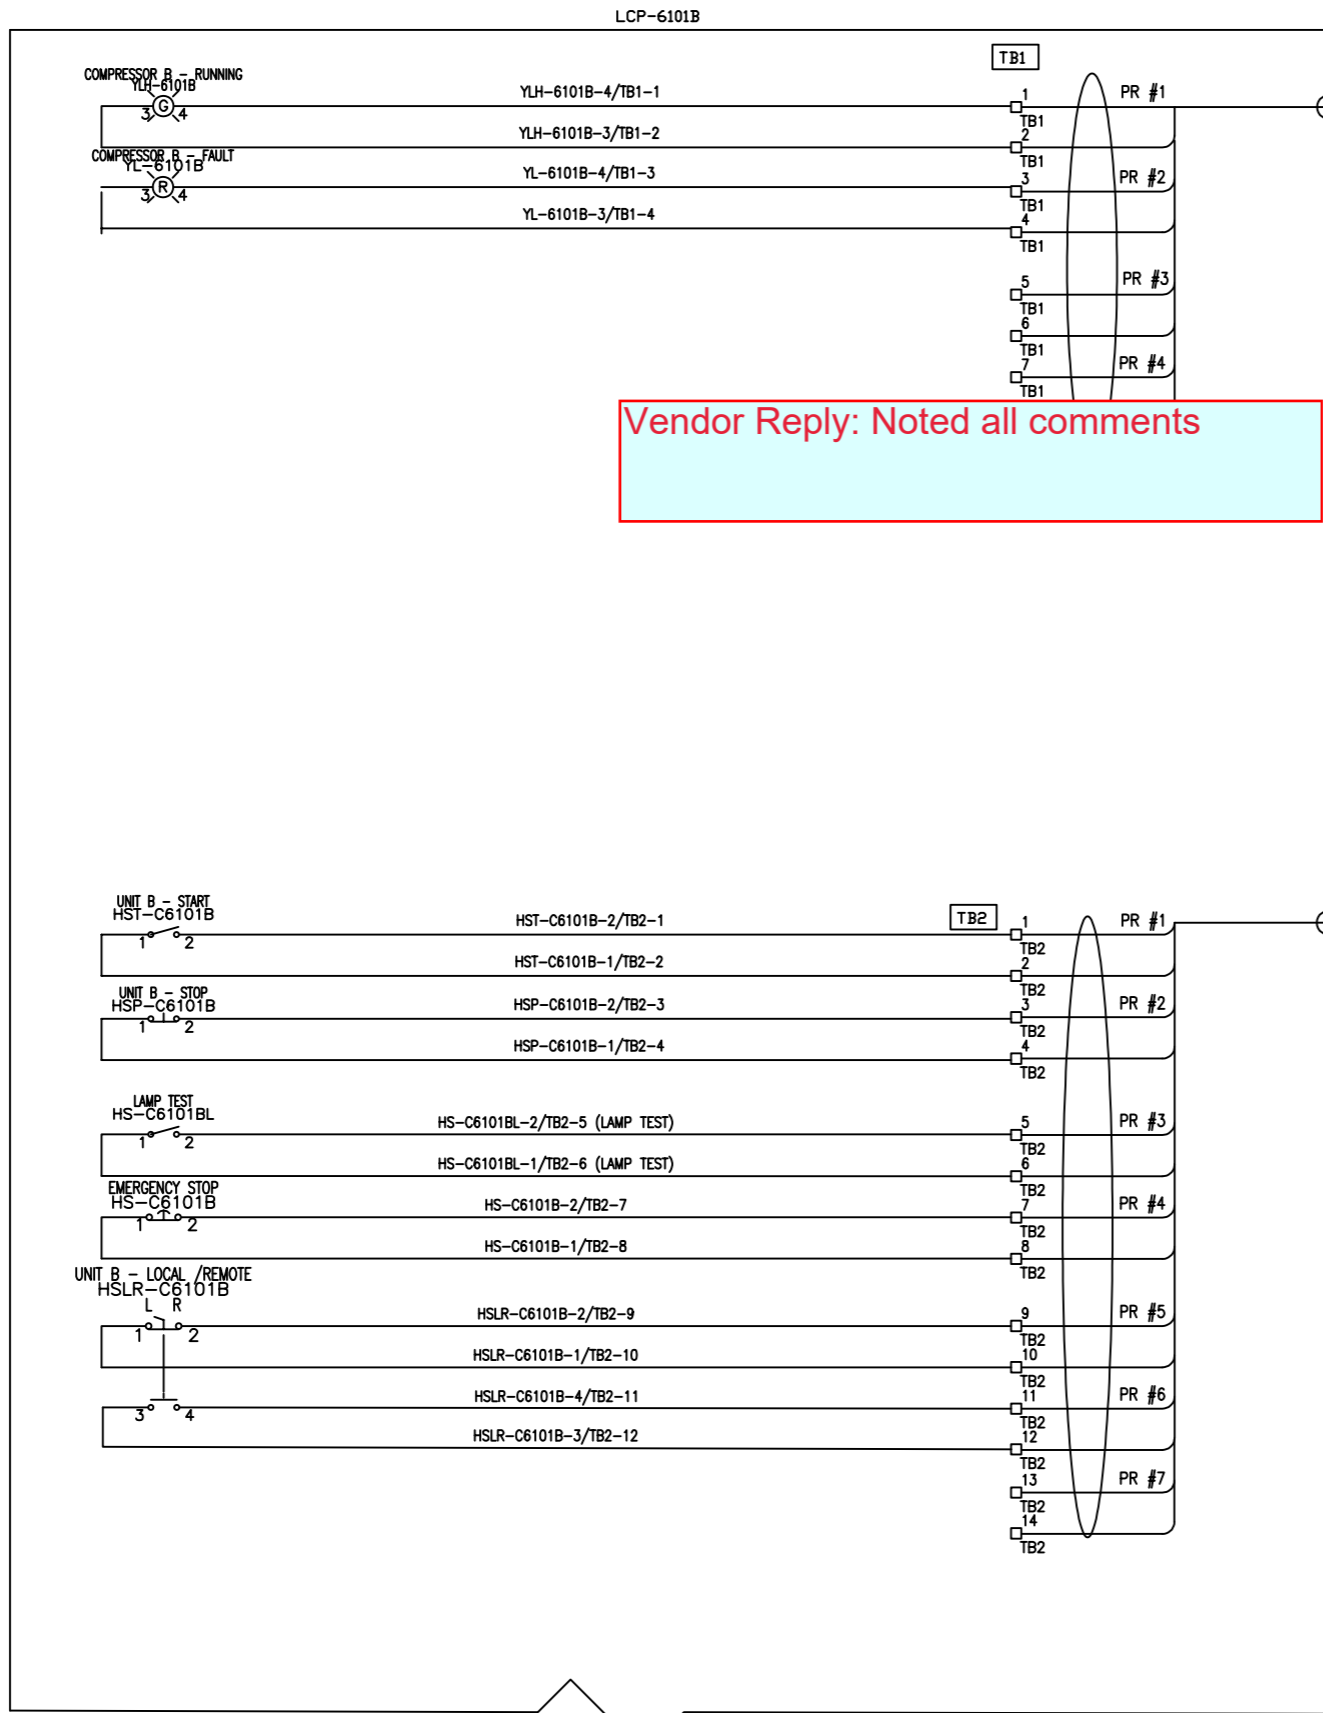 LCP-6101B
TB1
COMPRESSOR B - RUNNING
YLH-6101B
G
3 4
YLH-6101B-4/TB1-1
1
TB1
PR #1
YLH-6101B-3/TB1-2
2
TB1
COMPRESSOR B - FAULT
YL-6101B
R
3 4
YL-6101B-4/TB1-3
3
TB1
PR #2
YL-6101B-3/TB1-4
4
TB1
5
TB1
PR #3
6
TB1
7
TB1
PR #4
Vendor Reply: Noted all comments
UNIT B - START
HST-C6101B
1 2
HST-C6101B-2/TB2-1
TB2
1
TB2
PR #1
HST-C6101B-1/TB2-2
2
TB2
UNIT B - STOP
HSP-C6101B
1 2
HSP-C6101B-2/TB2-3
3
TB2
PR #2
HSP-C6101B-1/TB2-4
4
TB2
LAMP TEST
HS-C6101BL
1 2
HS-C6101BL-2/TB2-5 (LAMP TEST)
5
TB2
PR #3
HS-C6101BL-1/TB2-6 (LAMP TEST)
6
TB2
EMERGENCY STOP
HS-C6101B
1 2
HS-C6101B-2/TB2-7
7
TB2
PR #4
HS-C6101B-1/TB2-8
8
TB2
UNIT B - LOCAL /REMOTE
HSLR-C6101B
L R
1 2
HSLR-C6101B-2/TB2-9
9
TB2
PR #5
HSLR-C6101B-1/TB2-10
10
TB2
3 4
HSLR-C6101B-4/TB2-11
11
TB2
PR #6
HSLR-C6101B-3/TB2-12
12
TB2
13
TB2
PR #7
14
TB2